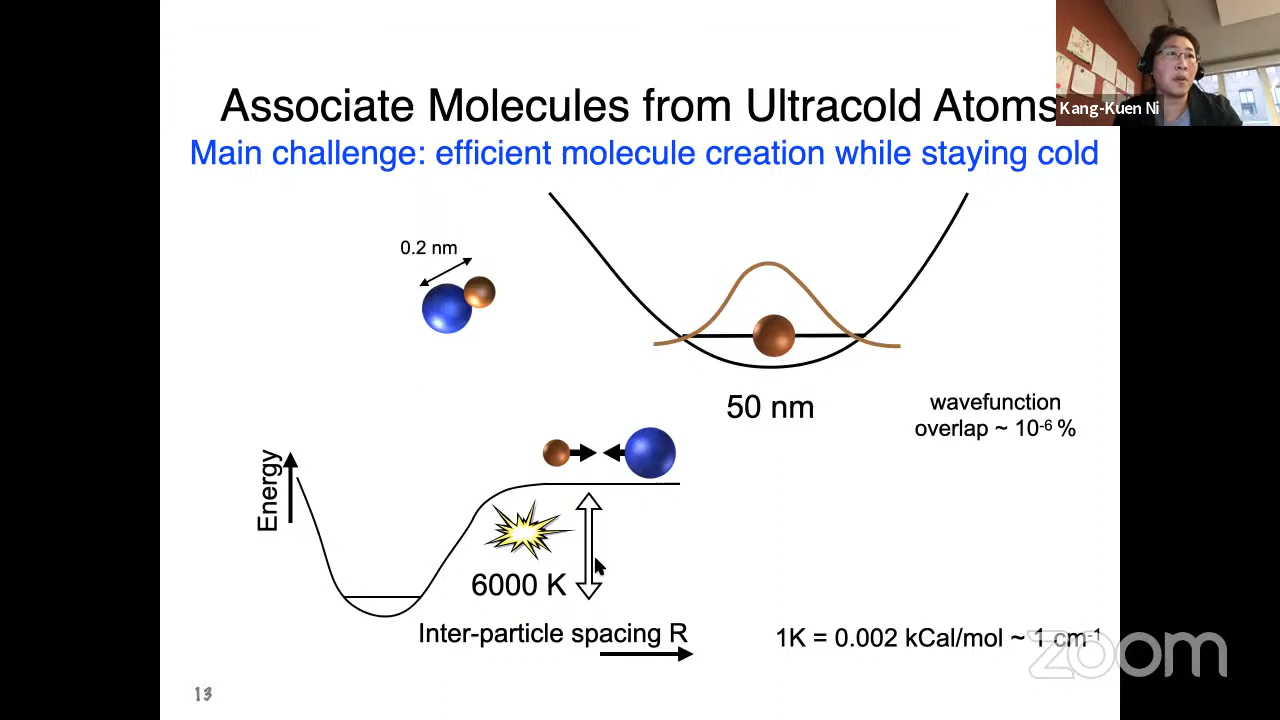 Associate Molecules from Ultracold Atoms
Kang-Kuen Ni
Main challenge: efficient molecule creation while staying cold
0.2 nm
50 nm
wavefunction
overlap ~ 10⁻⁶ %
Energy
6000 K
Inter-particle spacing R
1K = 0.002 kCal/mol ~ 1 cm⁻¹
zoom
13